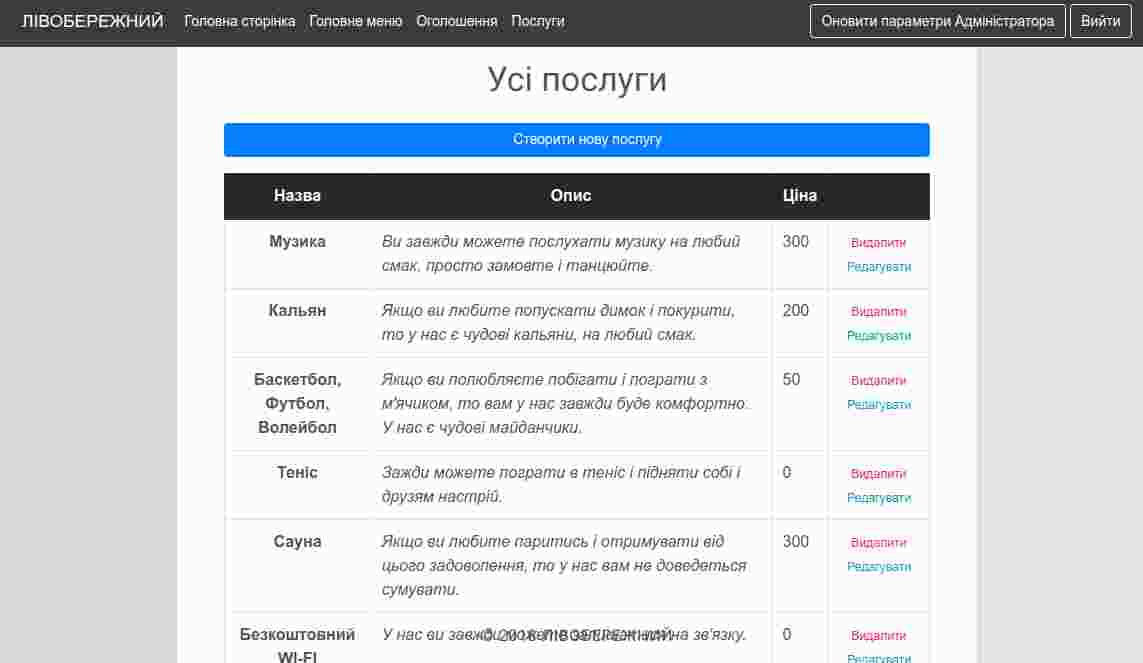 ЛІВОБЕРЕЖНИЙ Головна сторінка Головне меню Оголошення Послуги Оновити параметри Адміністратора Вийти
Усі послуги
Створити нову послугу
Назва Опис Ціна
Музика Ви завжди можете послухати музику на любий 300 Видалити
смак, просто замовте і танцюйте. Редагувати
Кальян Якщо ви любите попускати димок і покурити, 200 Видалити
то у нас є чудові кальяни, на любий смак. Редагувати
Баскетбол, Якщо ви полюбляєте побігати і пограти з 50 Видалити
Футбол, м'ячиком, то вам у нас завжди буде комфортно. Редагувати
Волейбол У нас є чудові майданчики.
Теніс Зажди можете пограти в теніс і підняти собі і 0 Видалити
друзям настрій. Редагувати
Сауна Якщо ви любите паритись і отримувати від 300 Видалити
цього задоволення, то у нас вам не доведеться Редагувати
сумувати.
Безкоштовний У нас ви завжди можете на зв'язку. 0 Видалити
WI-FI Редагувати
© 2018 ЛІВОБЕРЕЖНИЙ